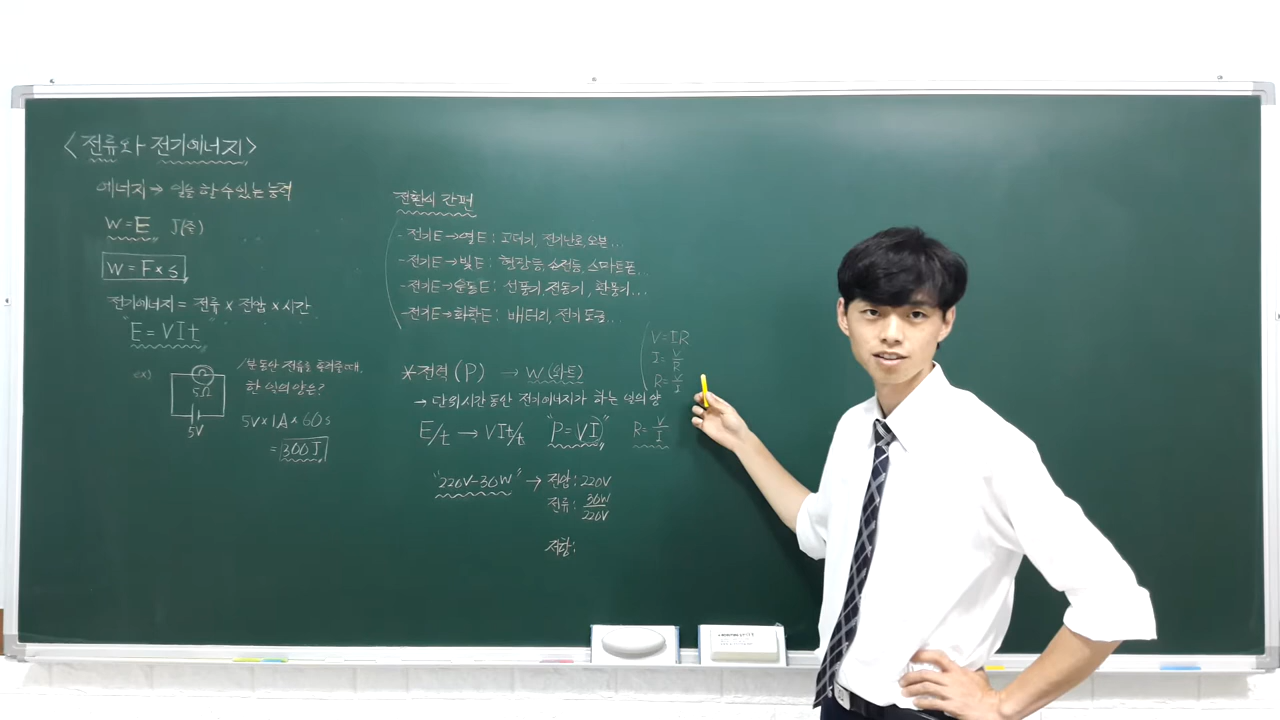 <전류와 전기에너지>
에너지 → 일을 할 수 있는 능력
W = E J(줄)
W = F × s
전기에너지 = 전류 × 전압 × 시간
E = VIt
ex)
5Ω
5V
1분 동안 전류를 흘려줄 때,
한 일의 양은?
5V × 1A × 60s
= 300J
전환의 간편
- 전기E → 열E : 고데기, 전기난로, 오븐...
- 전기E → 빛E : 형광등, 손전등, 스마트폰...
- 전기E → 운동E : 선풍기, 전동기, 환풍기...
- 전기E → 화학E : 배터리, 전기 도금...
V = IR
I = V/R
R = V/I
* 전력 (P) → W (와트)
→ 단위시간 동안 전기에너지가 하는 일의 양
E/t → VIt/t "P = VI" R = V/I
"220V-30W" → 전압 : 220V
전류 : 30W/220V
저항 :